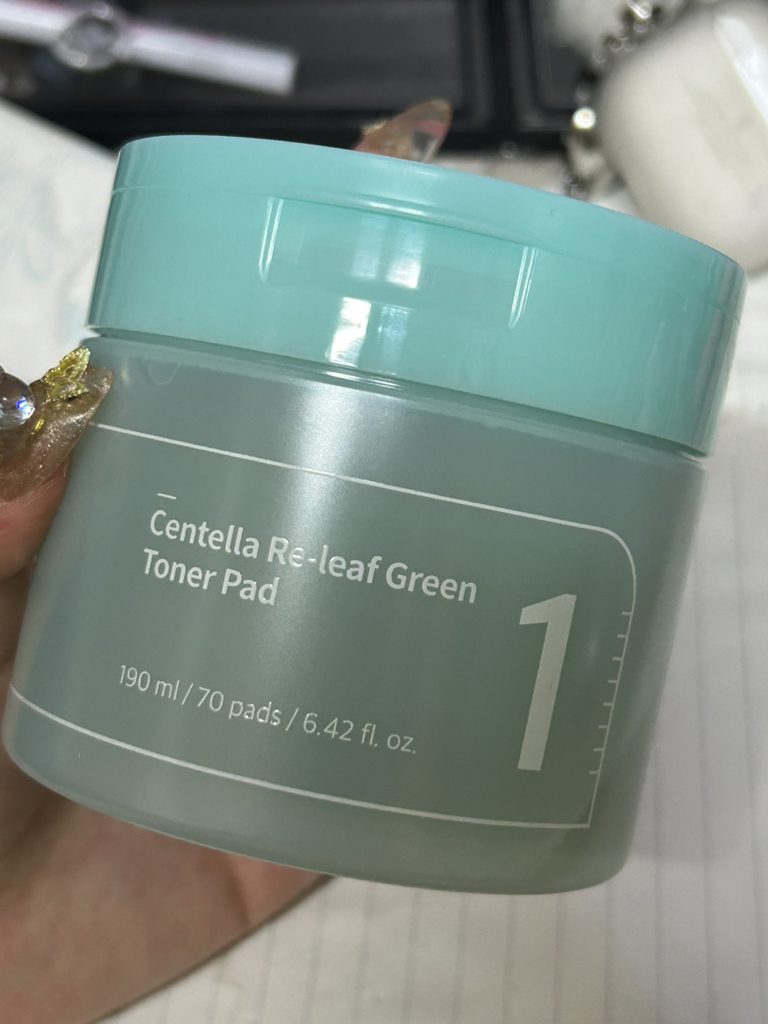 Centella Re-leaf Green
Toner Pad
190 ml / 70 pads / 6.42 fl. oz.
1